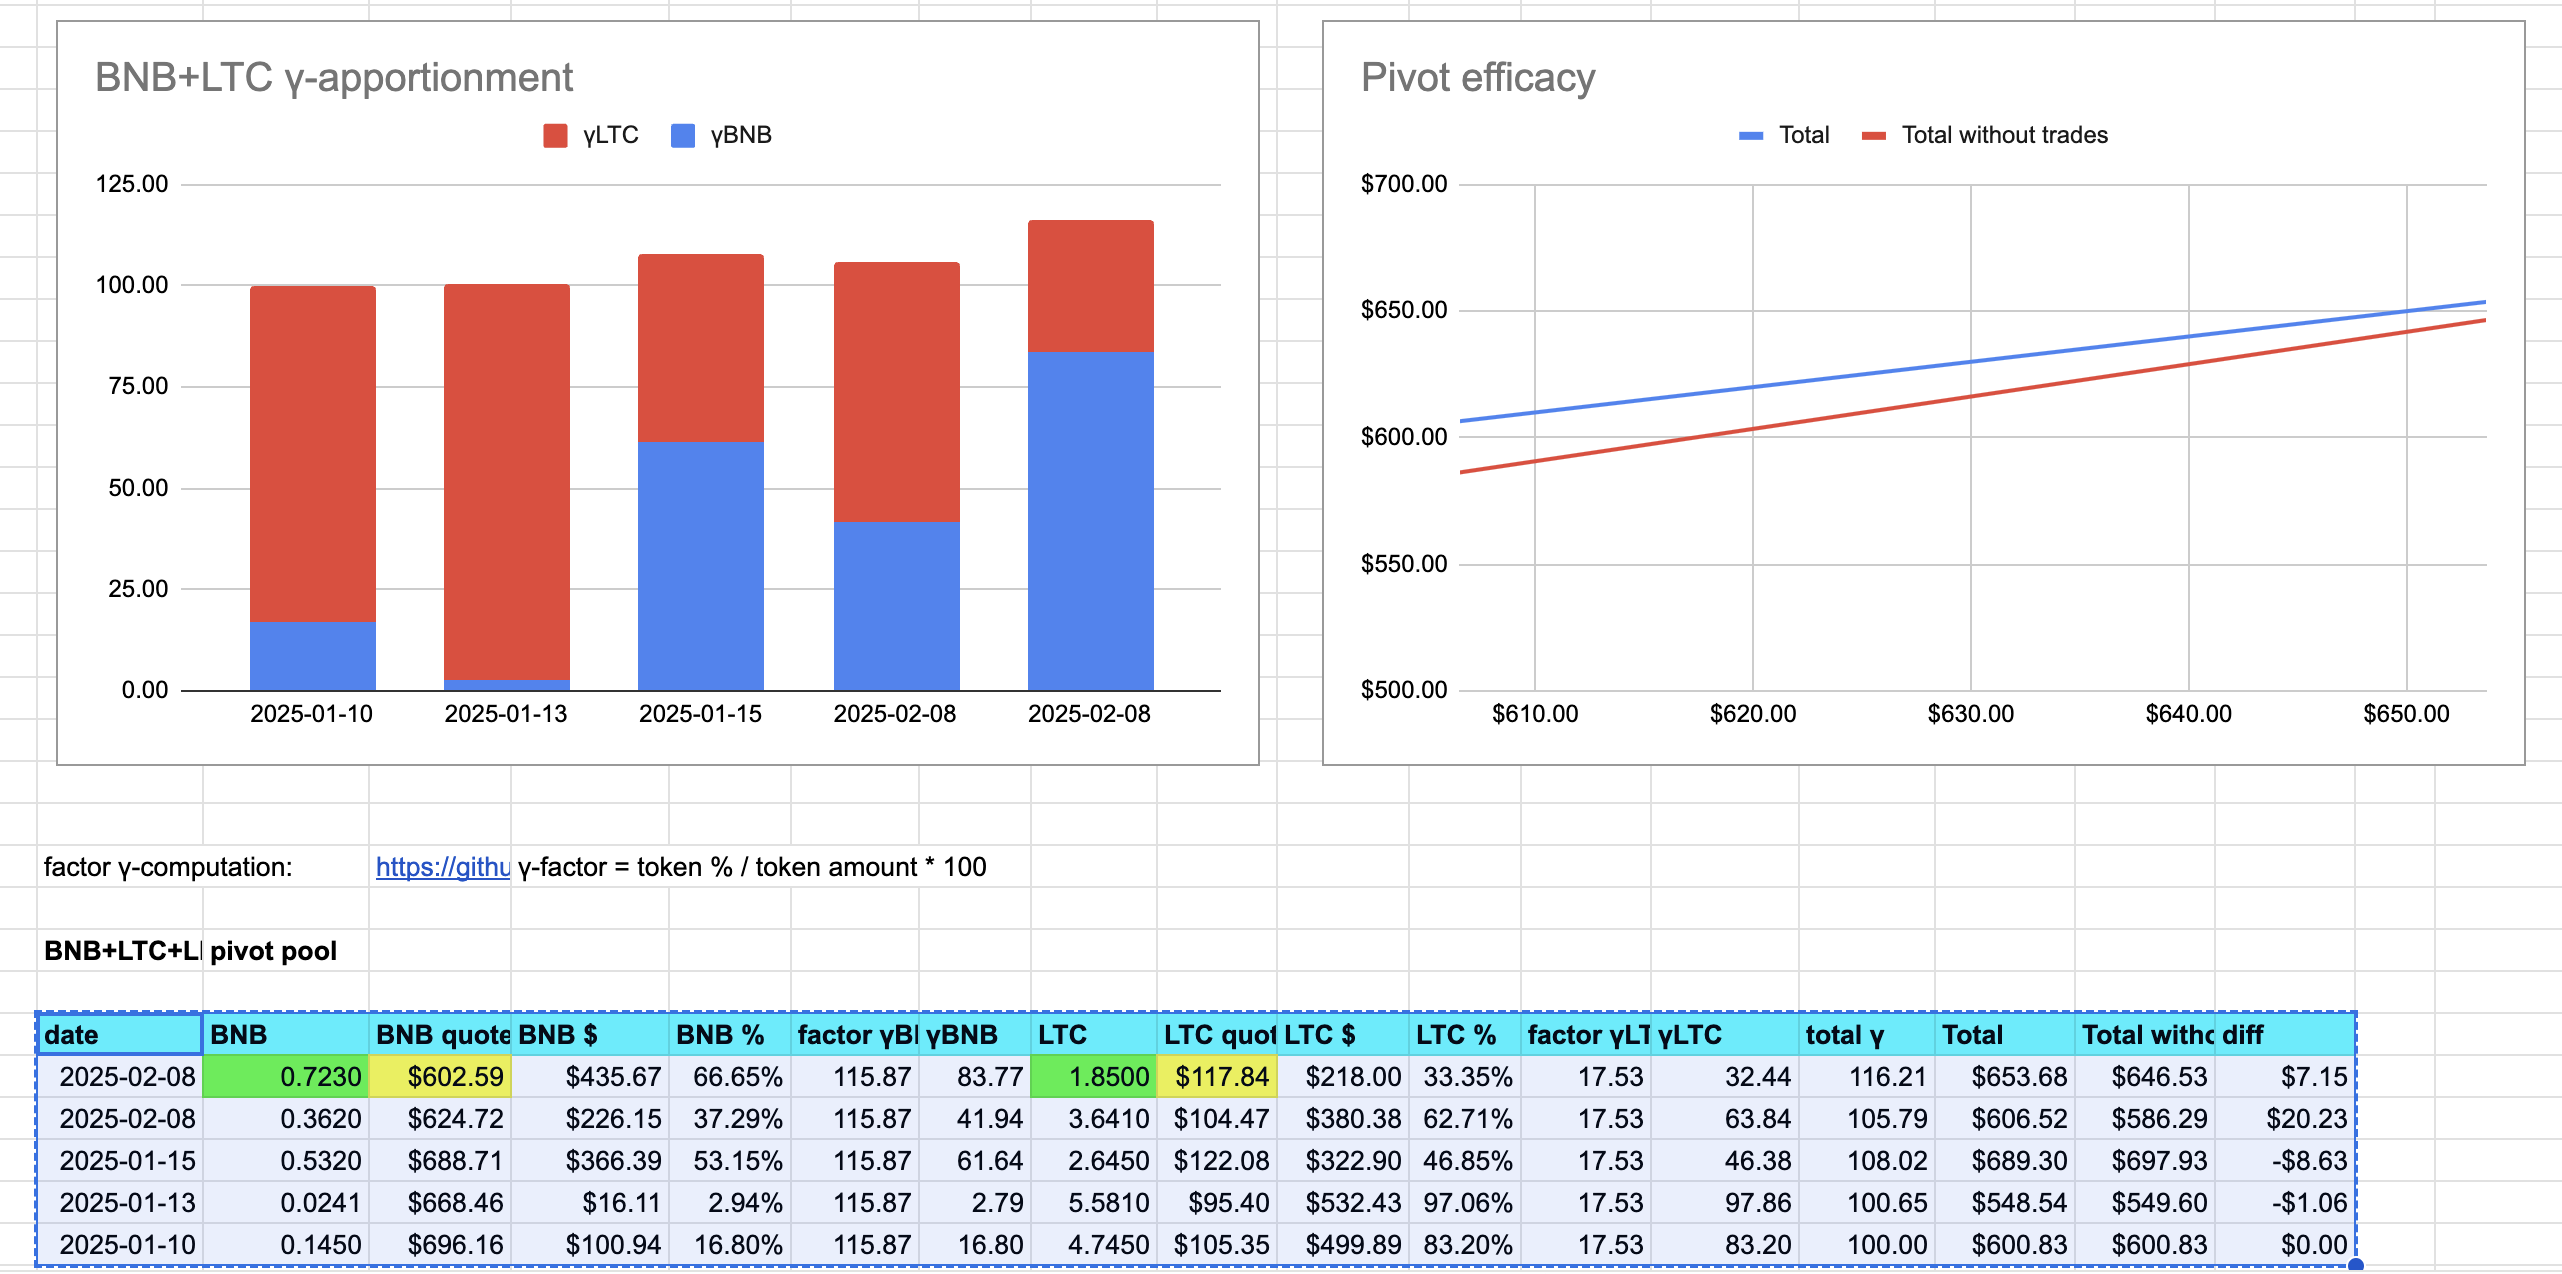 BNB+LTC γ-apportionment
γLTC γBNB
125.00
100.00
75.00
50.00
25.00
0.00
2025-01-10 2025-01-13 2025-01-15 2025-02-08 2025-02-08
Pivot efficacy
Total Total without trades
$700.00
$650.00
$600.00
$550.00
$500.00
$610.00 $620.00 $630.00 $640.00 $650.00
factor γ-computation: https://githu γ-factor = token % / token amount * 100
BNB+LTC+LI pivot pool
date BNB BNB quote BNB $ BNB % factor γBI γBNB LTC LTC quot LTC $ LTC % factor γLT γLTC total γ Total Total witho diff
2025-02-08 0.7230 $602.59 $435.67 66.65% 115.87 83.77 1.8500 $117.84 $218.00 33.35% 17.53 32.44 116.21 $653.68 $646.53 $7.15
2025-02-08 0.3620 $624.72 $226.15 37.29% 115.87 41.94 3.6410 $104.47 $380.38 62.71% 17.53 63.84 105.79 $606.52 $586.29 $20.23
2025-01-15 0.5320 $688.71 $366.39 53.15% 115.87 61.64 2.6450 $122.08 $322.90 46.85% 17.53 46.38 108.02 $689.30 $697.93 -$8.63
2025-01-13 0.0241 $668.46 $16.11 2.94% 115.87 2.79 5.5810 $95.40 $532.43 97.06% 17.53 97.86 100.65 $548.54 $549.60 -$1.06
2025-01-10 0.1450 $696.16 $100.94 16.80% 115.87 16.80 4.7450 $105.35 $499.89 83.20% 17.53 83.20 100.00 $600.83 $600.83 $0.00